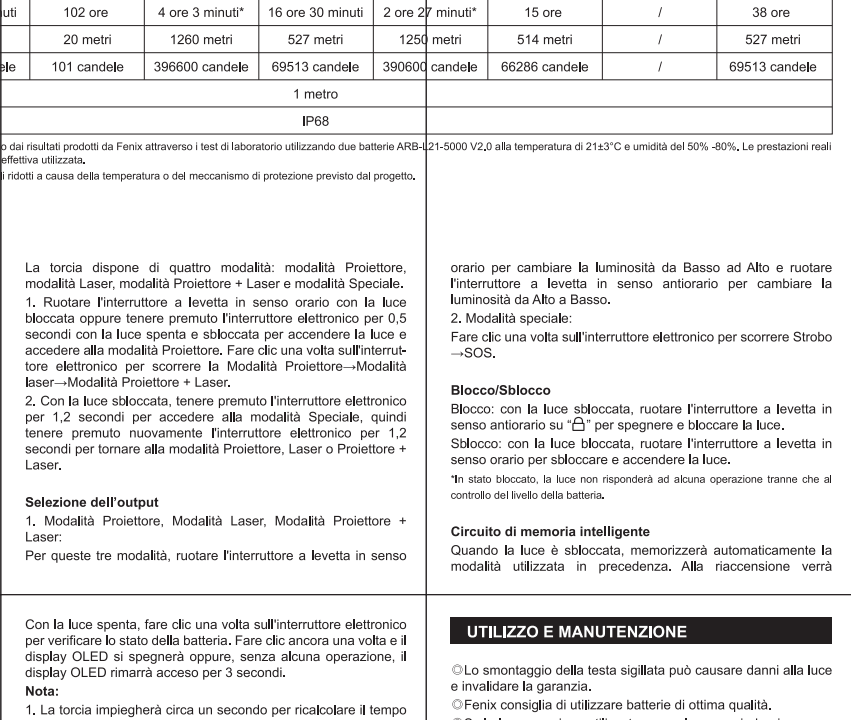 102 ore 4 ore 3 minuti* 16 ore 30 minuti 2 ore 27 minuti* 15 ore / 38 ore
20 metri 1260 metri 527 metri 1250 metri 514 metri / 527 metri
101 candele 396600 candele 69513 candele 390600 candele 66286 candele / 69513 candele
1 metro
IP68
o dai risultati prodotti da Fenix attraverso i test di laboratorio utilizzando due batterie ARB-L21-5000 V2.0 alla temperatura di 21±3°C e umidità del 50% -80%. Le prestazioni reali
effettiva utilizzata.
i ridotti a causa della temperatura o del meccanismo di protezione previsto dal progetto.
La torcia dispone di quattro modalità: modalità Proiettore,
modalità Laser, modalità Proiettore + Laser e modalità Speciale.
1. Ruotare l'interruttore a levetta in senso orario con la luce
bloccata oppure tenere premuto l'interruttore elettronico per 0,5
secondi con la luce spenta e sbloccata per accendere la luce e
accedere alla modalità Proiettore. Fare clic una volta sull'interrut-
tore elettronico per scorrere la Modalità Proiettore→Modalità
laser→Modalità Proiettore + Laser.
2. Con la luce sbloccata, tenere premuto l'interruttore elettronico
per 1,2 secondi per accedere alla modalità Speciale, quindi
tenere premuto nuovamente l'interruttore elettronico per 1,2
secondi per tornare alla modalità Proiettore, Laser o Proiettore +
Laser.
Selezione dell'output
1. Modalità Proiettore, Modalità Laser, Modalità Proiettore +
Laser:
Per queste tre modalità, ruotare l'interruttore a levetta in senso
orario per cambiare la luminosità da Basso ad Alto e ruotare
l'interruttore a levetta in senso antiorario per cambiare la
luminosità da Alto a Basso.
2. Modalità speciale:
Fare clic una volta sull'interruttore elettronico per scorrere Strobo
→SOS.
Blocco/Sblocco
Blocco: con la luce sbloccata, ruotare l'interruttore a levetta in
senso antiorario su “” per spegnere e bloccare la luce.
Sblocco: con la luce bloccata, ruotare l'interruttore a levetta in
senso orario per sbloccare e accendere la luce.
*In stato bloccato, la luce non risponderà ad alcuna operazione tranne che al
controllo del livello della batteria.
Circuito di memoria intelligente
Quando la luce è sbloccata, memorizzerà automaticamente la
modalità utilizzata in precedenza. Alla riaccensione verrà
Con la luce spenta, fare clic una volta sull'interruttore elettronico
per verificare lo stato della batteria. Fare clic ancora una volta e il
display OLED si spegnerà oppure, senza alcuna operazione, il
display OLED rimarrà acceso per 3 secondi.
Nota:
1. La torcia impiegherà circa un secondo per ricalcolare il tempo
UTILIZZO E MANUTENZIONE
◎Lo smontaggio della testa sigillata può causare danni alla luce
e invalidare la garanzia.
◎Fenix consiglia di utilizzare batterie di ottima qualità.